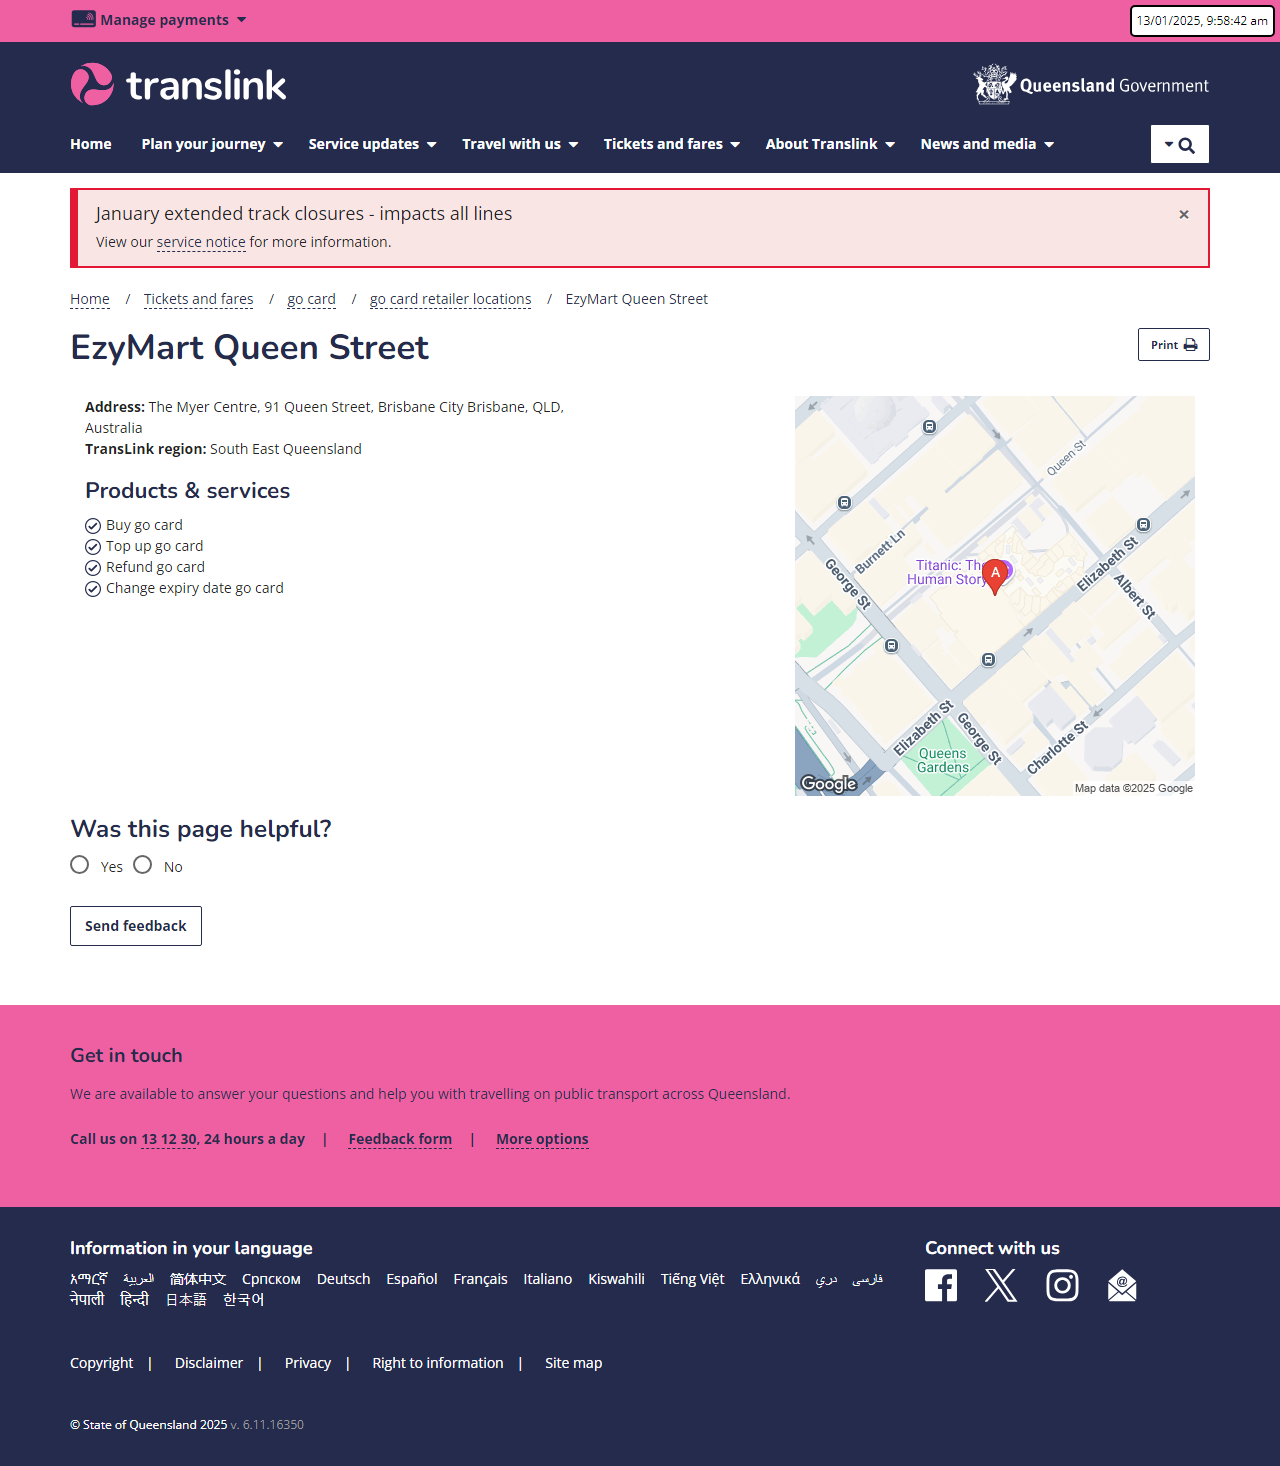 Manage payments
13/01/2025, 9:58:42 am
translink
Queensland Government
Home Plan your journey Service updates Travel with us Tickets and fares About Translink News and media
January extended track closures - impacts all lines
×
View our service notice for more information.
Home / Tickets and fares / go card / go card retailer locations / EzyMart Queen Street
EzyMart Queen Street
Print
Address: The Myer Centre, 91 Queen Street, Brisbane City Brisbane, QLD,
Australia
TransLink region: South East Queensland
Products & services
Buy go card
Top up go card
Refund go card
Change expiry date go card
Queen St
Burnett Ln
Elizabeth St
Titanic: The
Human Story
A
George St
Albert St
Elizabeth St
George St
Charlotte St
Queens
Gardens
Google
Map data ©2025 Google
Was this page helpful?
Yes No
Send feedback
Get in touch
We are available to answer your questions and help you with travelling on public transport across Queensland.
Call us on 13 12 30, 24 hours a day | Feedback form | More options
Information in your language
Connect with us
አማርኛ العربية 简体中文 Српском Deutsch Español Français Italiano Kiswahili Tiếng Việt Ελληνικά دري فارسی
नेपाली हिन्दी 日本語 한국어
Copyright | Disclaimer | Privacy | Right to information | Site map
© State of Queensland 2025 v. 6.11.16350